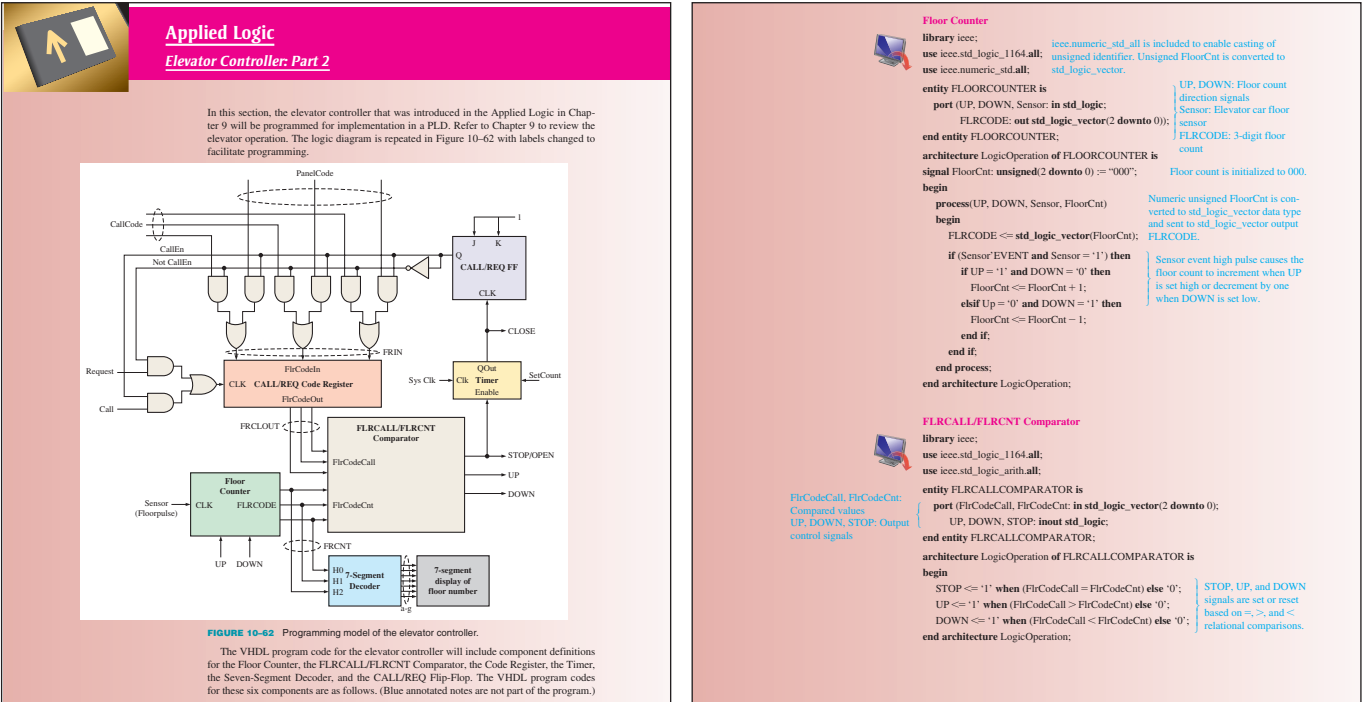 Applied Logic
Elevator Controller: Part 2
In this section, the elevator controller that was introduced in the Applied Logic in Chap-
ter 9 will be programmed for implementation in a PLD. Refer to Chapter 9 to review the
elevator operation. The logic diagram is repeated in Figure 10–62 with labels changed to
facilitate programming.
PanelCode
CallCode
CallEn
Not CallEn
1
J K
Q
CALL/REQ FF
CLK
CLOSE
FRIN
Request
Call
FlrCodeIn
CLK CALL/REQ Code Register
FlrCodeOut
Sys Clk
QOut
Clk Timer
Enable
SetCount
FRCLOUT
FLRCALL/FLRCNT
Comparator
FlrCodeCall
FlrCodeCnt
STOP/OPEN
UP
DOWN
Sensor
(Floorpulse)
Floor
Counter
CLK FLRCODE
UP DOWN
FRCNT
H0
H1
H2
7-Segment
Decoder
a-g
7-segment
display of
floor number
FIGURE 10–62 Programming model of the elevator controller.
The VHDL program code for the elevator controller will include component definitions
for the Floor Counter, the FLRCALL/FLRCNT Comparator, the Code Register, the Timer,
the Seven-Segment Decoder, and the CALL/REQ Flip-Flop. The VHDL program codes
for these six components are as follows. (Blue annotated notes are not part of the program.)
Floor Counter
library ieee;
use ieee.std_logic_1164.all;
use ieee.numeric_std.all;
ieee.numeric_std_all is included to enable casting of
unsigned identifier. Unsigned FloorCnt is converted to
std_logic_vector.
entity FLOORCOUNTER is
port (UP, DOWN, Sensor: in std_logic;
FLRCODE: out std_logic_vector(2 downto 0));
end entity FLOORCOUNTER;
UP, DOWN: Floor count
direction signals
Sensor: Elevator car floor
sensor
FLRCODE: 3-digit floor
count
architecture LogicOperation of FLOORCOUNTER is
signal FloorCnt: unsigned(2 downto 0) := “000”;
Floor count is initialized to 000.
begin
process(UP, DOWN, Sensor, FloorCnt)
begin
FLRCODE <= std_logic_vector(FloorCnt);
Numeric unsigned FloorCnt is con-
verted to std_logic_vector data type
and sent to std_logic_vector output
FLRCODE.
if (Sensor’EVENT and Sensor = ‘1’) then
if UP = ‘1’ and DOWN = ‘0’ then
FloorCnt <= FloorCnt + 1;
elsif Up = ‘0’ and DOWN = ‘1’ then
FloorCnt <= FloorCnt − 1;
end if;
end if;
end process;
end architecture LogicOperation;
Sensor event high pulse causes the
floor count to increment when UP
is set high or decrement by one
when DOWN is set low.
FLRCALL/FLRCNT Comparator
library ieee;
use ieee.std_logic_1164.all;
use ieee.std_logic_arith.all;
entity FLRCALLCOMPARATOR is
port (FlrCodeCall, FlrCodeCnt: in std_logic_vector(2 downto 0);
UP, DOWN, STOP: inout std_logic;
end entity FLRCALLCOMPARATOR;
FlrCodeCall, FlrCodeCnt:
Compared values
UP, DOWN, STOP: Output
control signals
architecture LogicOperation of FLRCALLCOMPARATOR is
begin
STOP <= ‘1’ when (FlrCodeCall = FlrCodeCnt) else ‘0’;
UP <= ‘1’ when (FlrCodeCall > FlrCodeCnt) else ‘0’;
DOWN <= ‘1’ when (FlrCodeCall < FlrCodeCnt) else ‘0’;
end architecture LogicOperation;
STOP, UP, and DOWN
signals are set or reset
based on =, >, and <
relational comparisons.